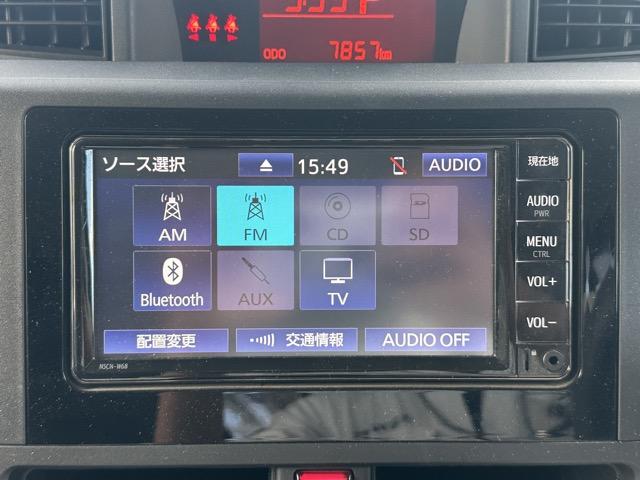 ODO 7857km
ソース選択 15:49 AUDIO
AM FM CD SD
Bluetooth AUX TV
配置変更 交通情報 AUDIO OFF
現在地
AUDIO
PWR
MENU
CTRL
VOL+
VOL−
NSCN-W68